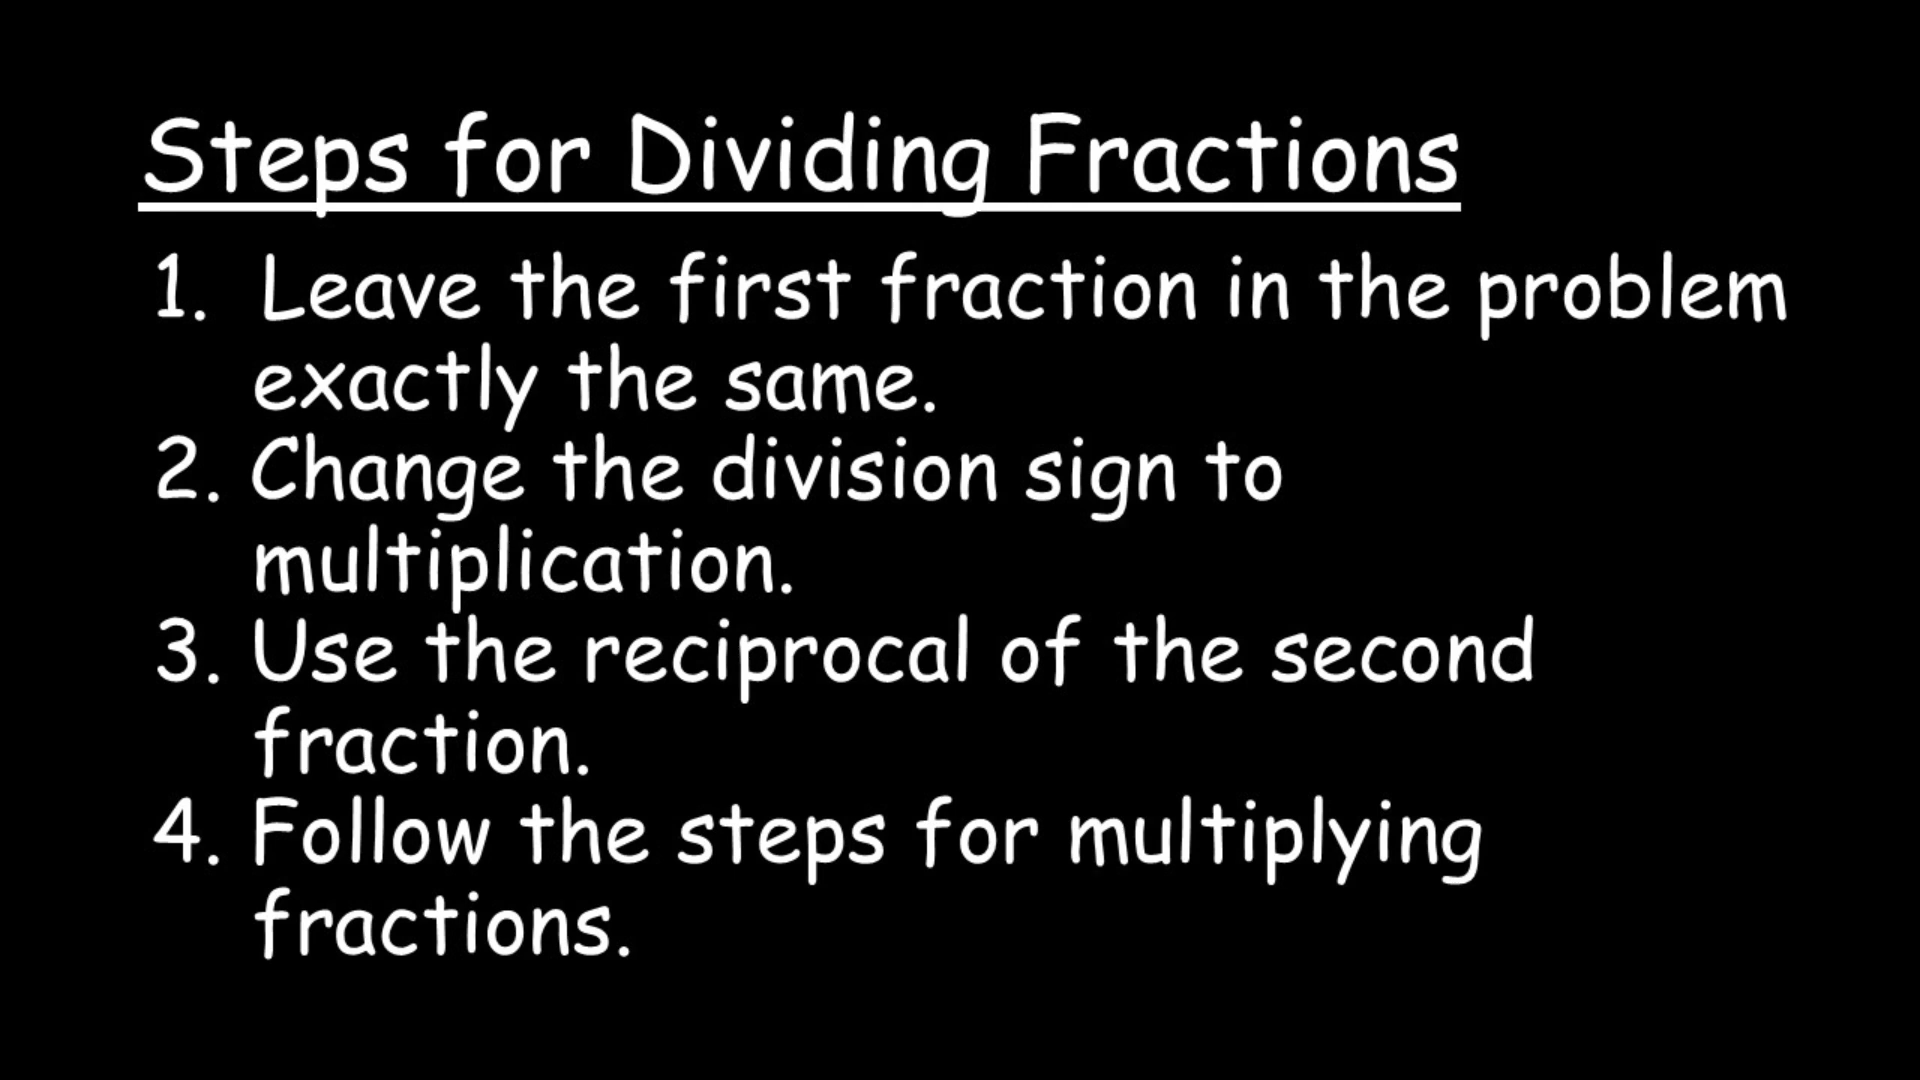 Steps for Dividing Fractions
1. Leave the first fraction in the problem
exactly the same.
2. Change the division sign to
multiplication.
3. Use the reciprocal of the second
fraction.
4. Follow the steps for multiplying
fractions.